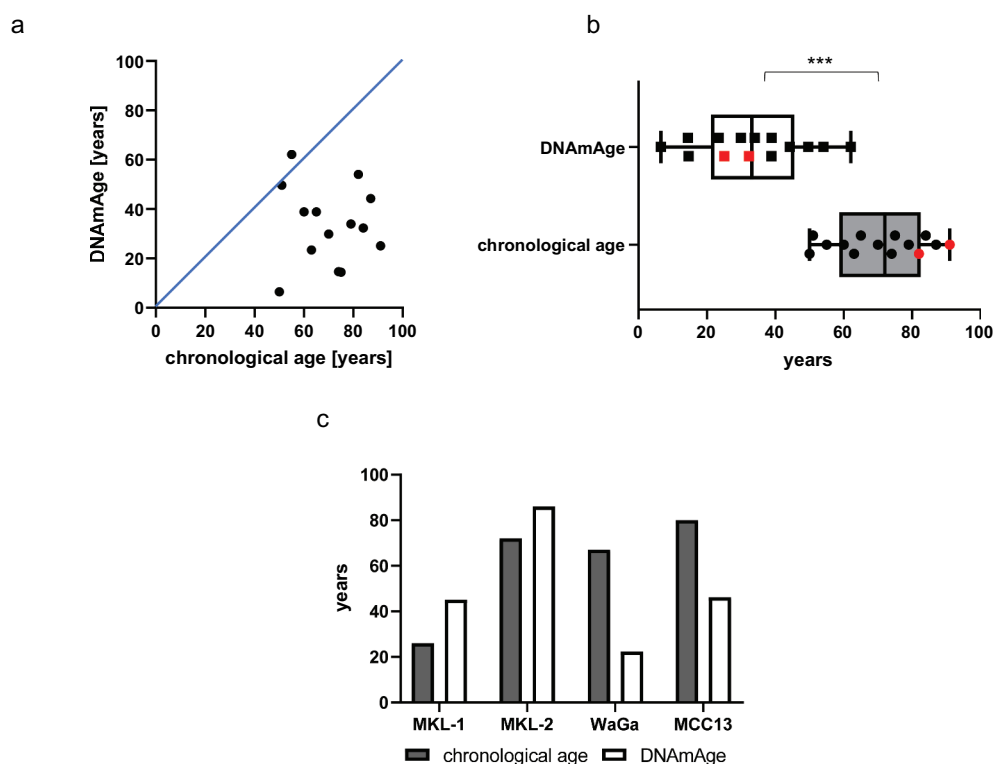 a
100
80
60
40
20
0
DNAmAge [years]
0 20 40 60 80 100
chronological age [years]
b
***
DNAmAge
chronological age
0 20 40 60 80 100
years
c
100
80
60
40
20
0
years
MKL-1 MKL-2 WaGa MCC13
chronological age DNAmAge